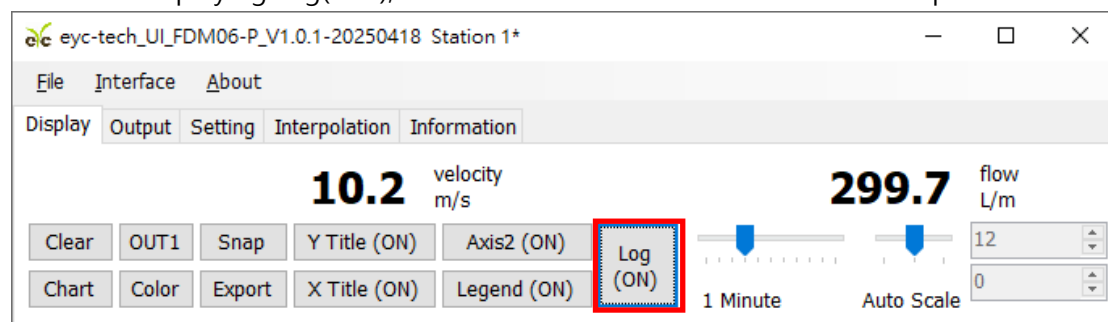 eyc-tech_UI_FDM06-P_V1.0.1-20250418 Station 1*
File Interface About
Display Output Setting Interpolation Information
10.2 velocity m/s 299.7 flow L/m
Clear OUT1 Snap Y Title (ON) Axis2 (ON) Log (ON) 12
Chart Color Export X Title (ON) Legend (ON) 1 Minute Auto Scale 0